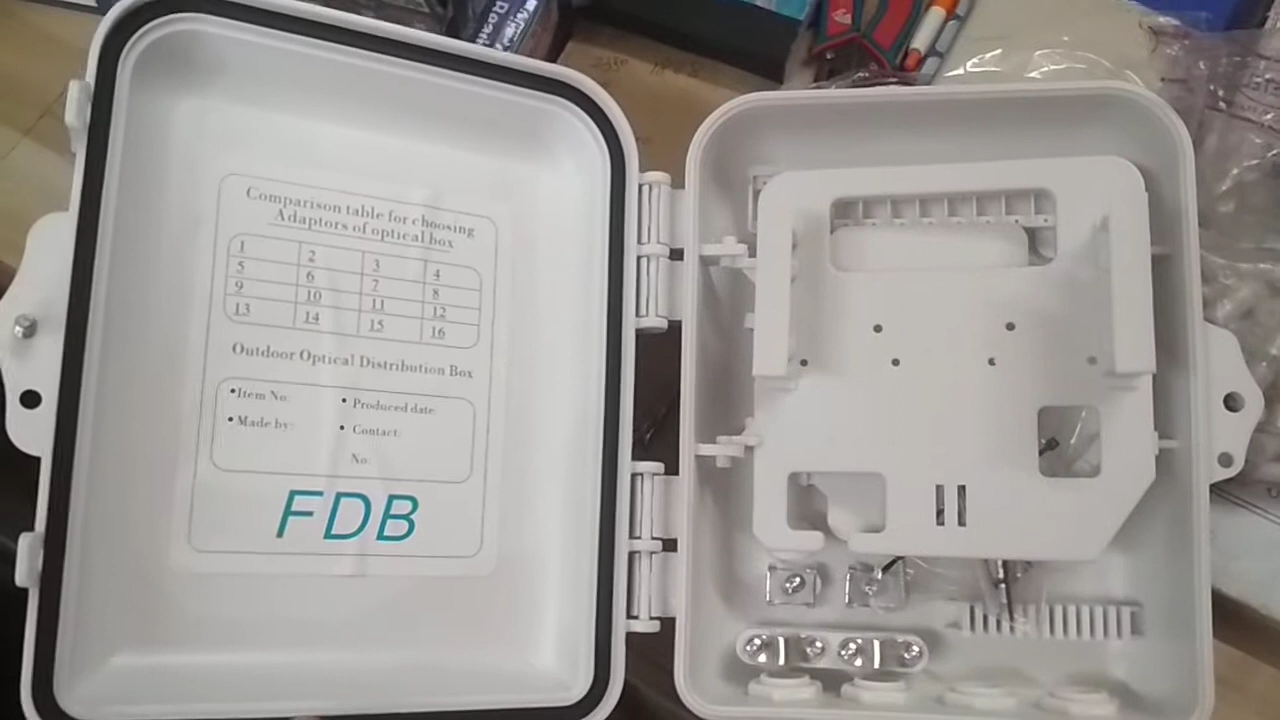 Comparison table for choosing
Adaptors of optical box
1 2 3 4
5 6 7 8
9 10 11 12
13 14 15 16
Outdoor Optical Distribution Box
•Item No: • Produced date:
•Made by: • Contact:
No:
FDB